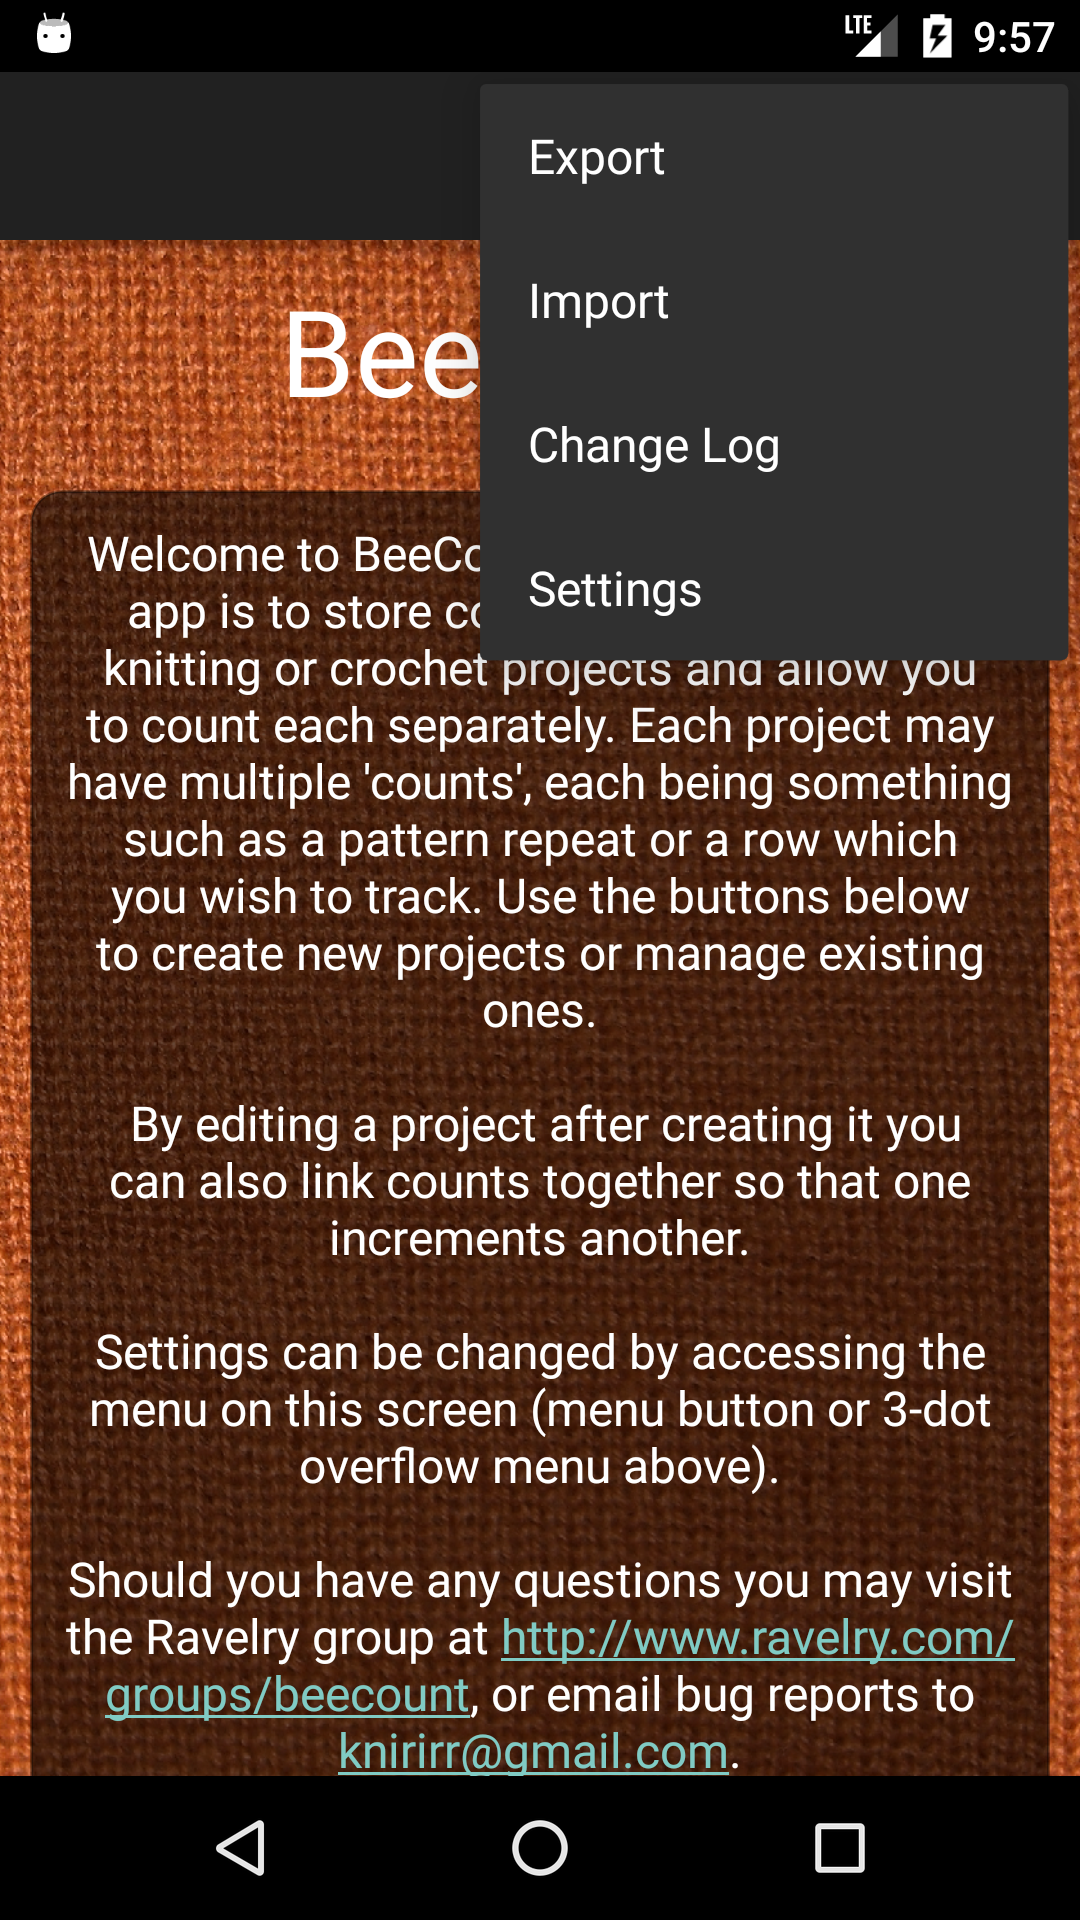 LTE 9:57
Export
Import
Change Log
Settings
Bee
Welcome to BeeCo
app is to store co
knitting or crochet projects and allow you
to count each separately. Each project may
have multiple 'counts', each being something
such as a pattern repeat or a row which
you wish to track. Use the buttons below
to create new projects or manage existing
ones.
By editing a project after creating it you
can also link counts together so that one
increments another.
Settings can be changed by accessing the
menu on this screen (menu button or 3-dot
overflow menu above).
Should you have any questions you may visit
the Ravelry group at http://www.ravelry.com/
groups/beecount, or email bug reports to
knirirr@gmail.com.